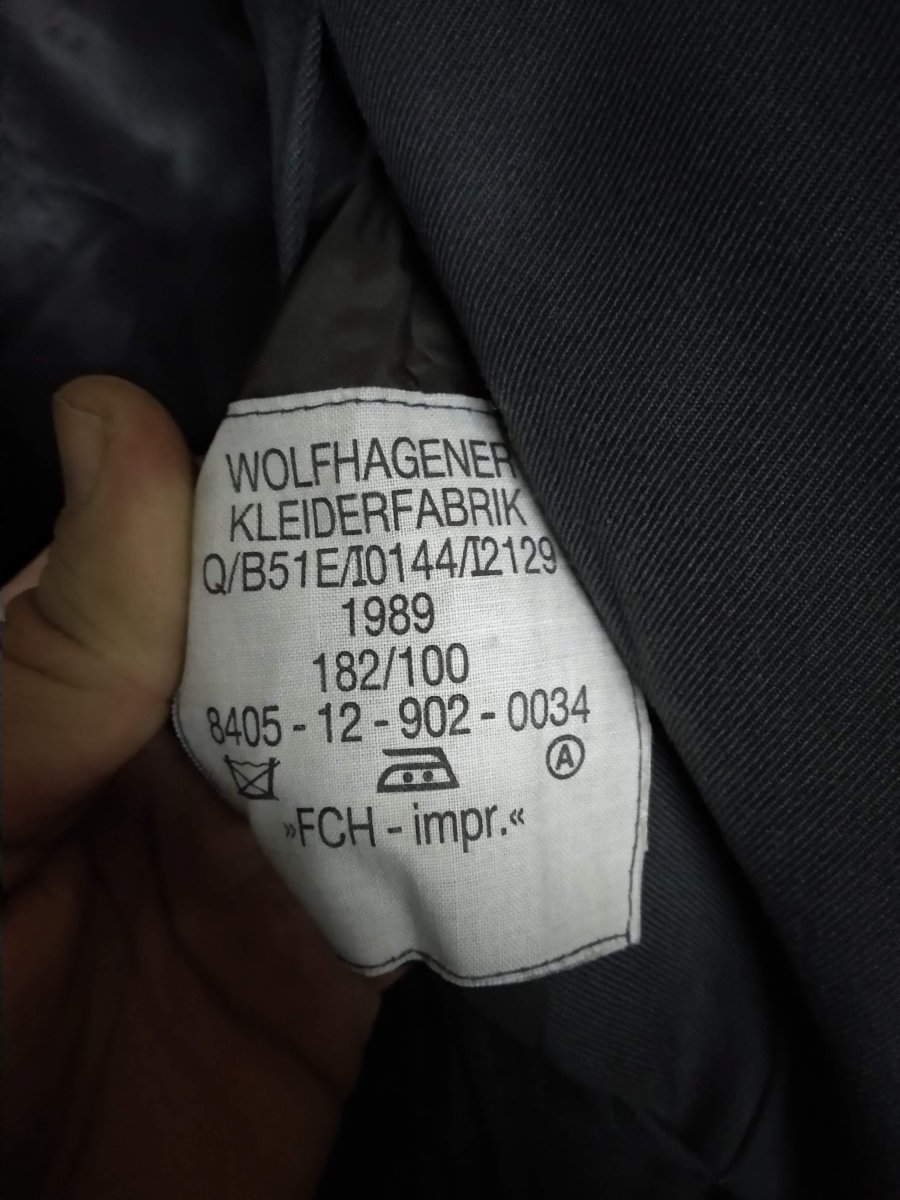 WOLFHAGENER
KLEIDERFABRIK
Q/B51E/I0144/I2129
1989
182/100
8405 - 12 - 902 - 0034
A
»FCH - impr.«